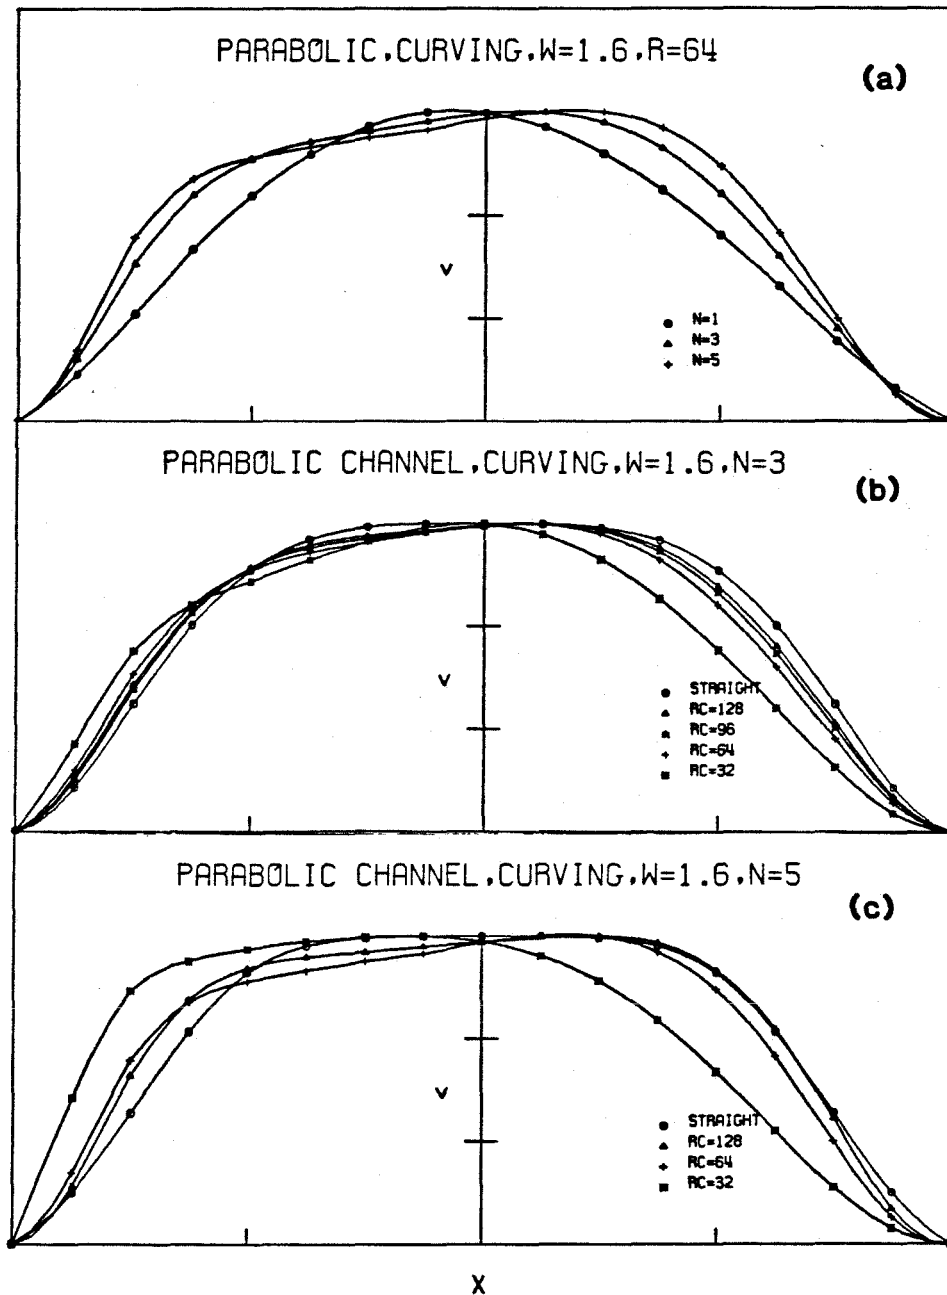 PARABOLIC,CURVING,W=1.6,R=64
(a)
V
N=1
N=3
N=5
PARABOLIC CHANNEL,CURVING,W=1.6,N=3
(b)
V
STRAIGHT
RC=128
RC=96
RC=64
RC=32
PARABOLIC CHANNEL,CURVING,W=1.6,N=5
(c)
V
STRAIGHT
RC=128
RC=64
RC=32
X